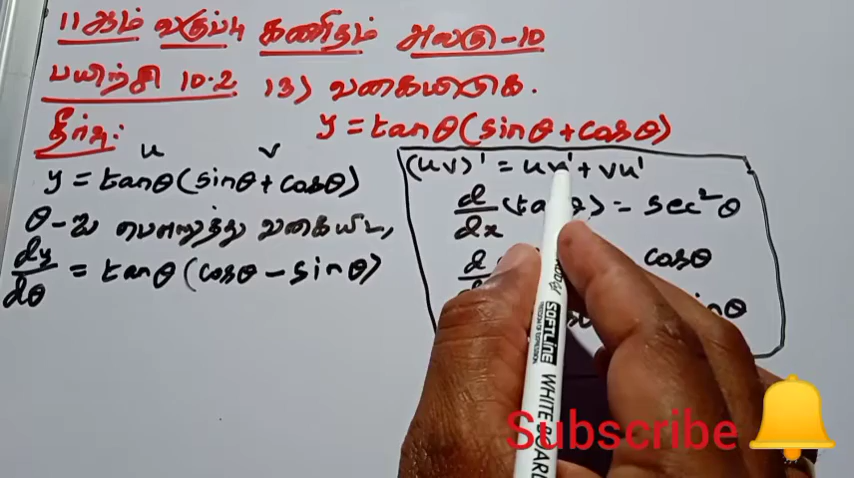 11ஆம் வகுப்பு கணிதம் அலகு-10
பயிற்சி 10.2 13) வகையிடுக.
தீர்வு: y = tanθ(sinθ + cosθ)
u v
y = tanθ(sinθ + cosθ)
θ-ஐ பொறுத்து வகையிட,
dy/dθ = tanθ(cosθ - sinθ)
(uv)' = uv' + vu'
d/dx (tanθ) = sec²θ
d cosθ
inθ
SOFTLINE
WHITE BOARD
Subscribe